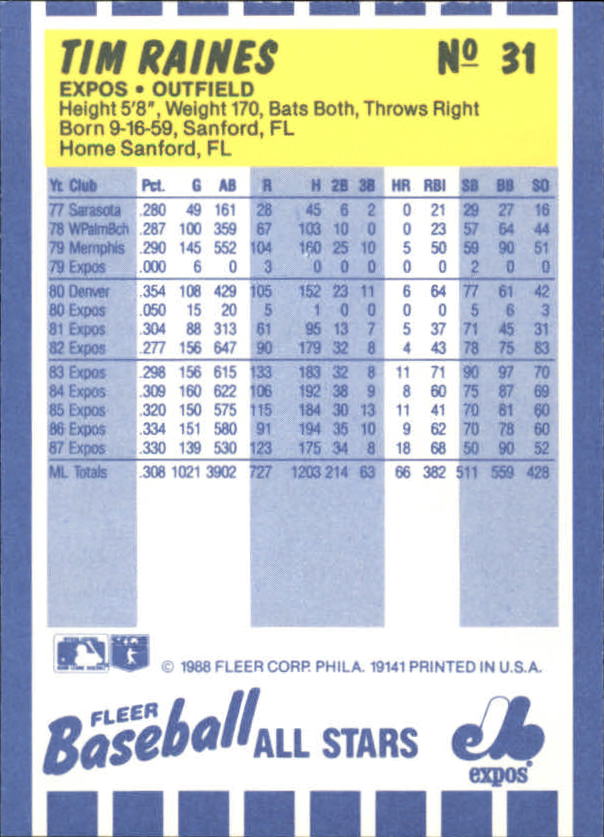 TIM RAINES Nº 31
EXPOS • OUTFIELD
Height 5'8", Weight 170, Bats Both, Throws Right
Born 9-16-59, Sanford, FL
Home Sanford, FL
Yr. Club Pct. G AB R H 2B 3B HR RBI SB BB SO
77 Sarasota .280 49 161 28 45 6 2 0 21 29 27 16
78 WPalmBch .287 100 359 67 103 10 0 0 23 57 64 44
79 Memphis .290 145 552 104 160 25 10 5 50 59 90 51
79 Expos .000 6 0 3 0 0 0 0 0 2 0 0
80 Denver .354 108 429 105 152 23 11 6 64 77 61 42
80 Expos .050 15 20 5 1 0 0 0 0 5 6 3
81 Expos .304 88 313 61 95 13 7 5 37 71 45 31
82 Expos .277 156 647 90 179 32 8 4 43 78 75 83
83 Expos .298 156 615 133 183 32 8 11 71 90 97 70
84 Expos .309 160 622 106 192 38 9 8 60 75 87 69
85 Expos .320 150 575 115 184 30 13 11 41 70 81 60
86 Expos .334 151 580 91 194 35 10 9 62 70 78 60
87 Expos .330 139 530 123 175 34 8 18 68 50 90 52
ML Totals .308 1021 3902 727 1203 214 63 66 382 511 559 428
© 1988 FLEER CORP. PHILA. 19141 PRINTED IN U.S.A.
FLEER
Baseball ALL STARS
expos